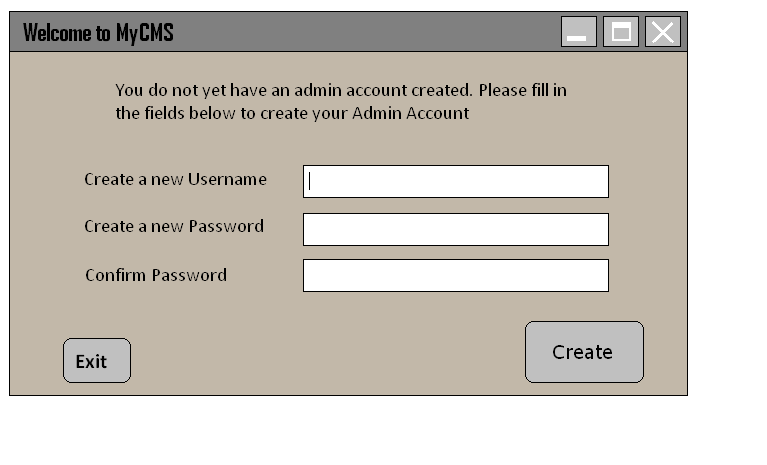 Welcome to MyCMS
You do not yet have an admin account created. Please fill in
the fields below to create your Admin Account
Create a new Username
Create a new Password
Confirm Password
Exit
Create